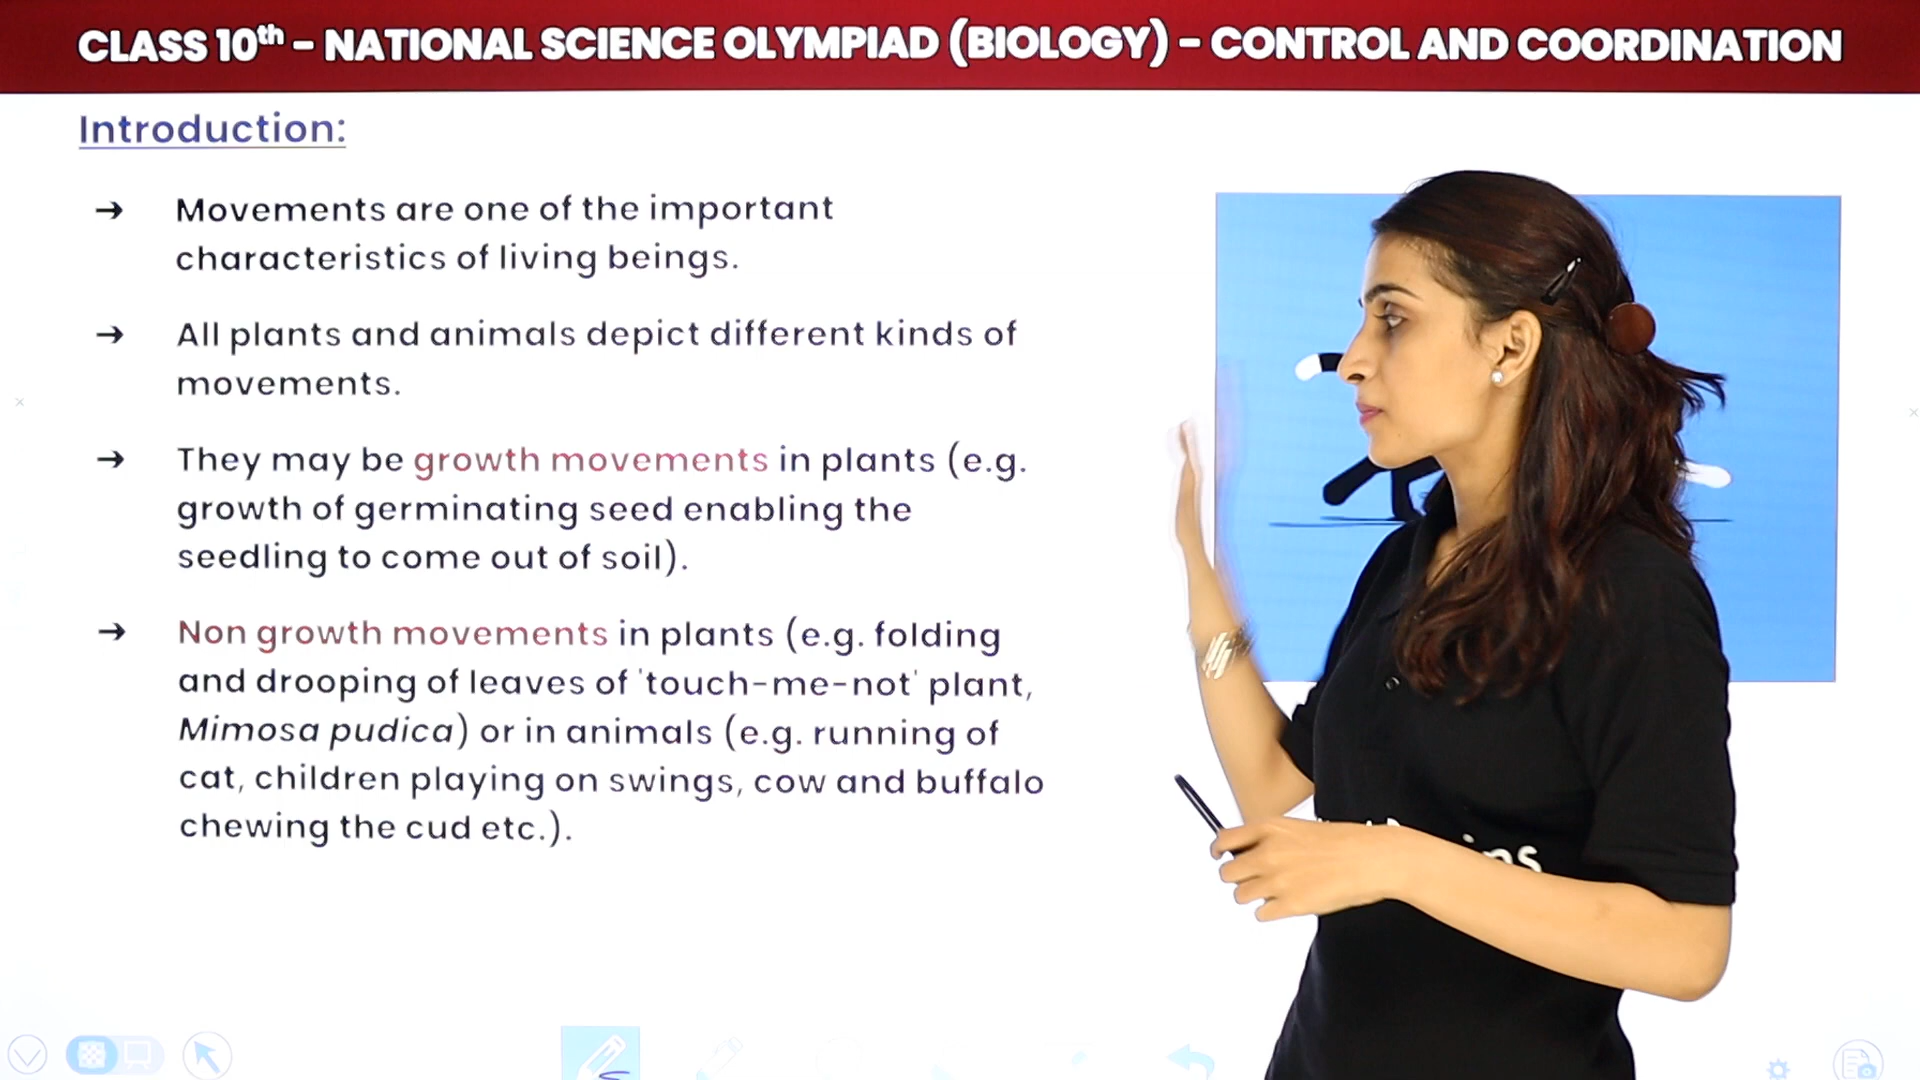 CLASS 10th - NATIONAL SCIENCE OLYMPIAD (BIOLOGY) - CONTROL AND COORDINATION
Introduction:
→ Movements are one of the important
characteristics of living beings.
→ All plants and animals depict different kinds of
movements.
→ They may be growth movements in plants (e.g.
growth of germinating seed enabling the
seedling to come out of soil).
→ Non growth movements in plants (e.g. folding
and drooping of leaves of 'touch-me-not' plant,
Mimosa pudica) or in animals (e.g. running of
cat, children playing on swings, cow and buffalo
chewing the cud etc.).